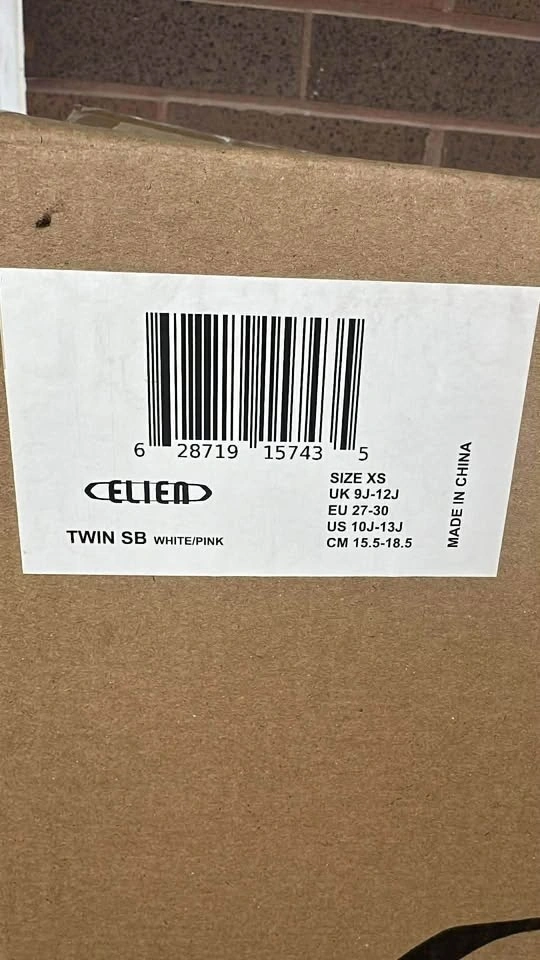 6 28719 15743 5
ELIEN
TWIN SB WHITE/PINK
SIZE XS
UK 9J-12J
EU 27-30
US 10J-13J
CM 15.5-18.5
MADE IN CHINA